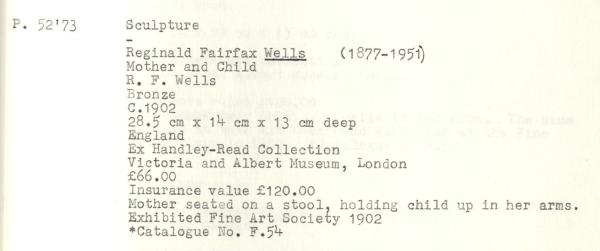 P. 52'73 Sculpture
-
Reginald Fairfax Wells (1877-1951)
Mother and Child
R. F. Wells
Bronze
C.1902
28.5 cm x 14 cm x 13 cm deep
England
Ex Handley-Read Collection
Victoria and Albert Museum, London
£66.00
Insurance value £120.00
Mother seated on a stool, holding child up in her arms.
Exhibited Fine Art Society 1902
*Catalogue No. F.54